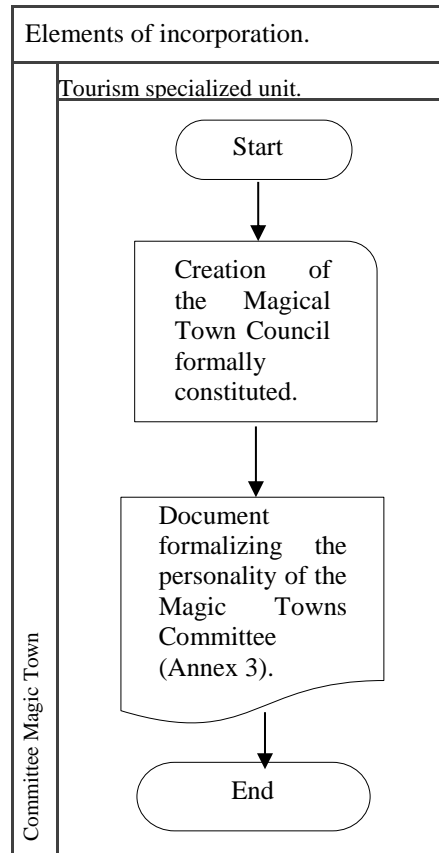 Elements of incorporation.
Tourism specialized unit.
Start
Creation of
the Magical
Town Council
formally
constituted.
Document
formalizing the
personality of the
Magic Towns
Committee
(Annex 3).
End
Committee Magic Town